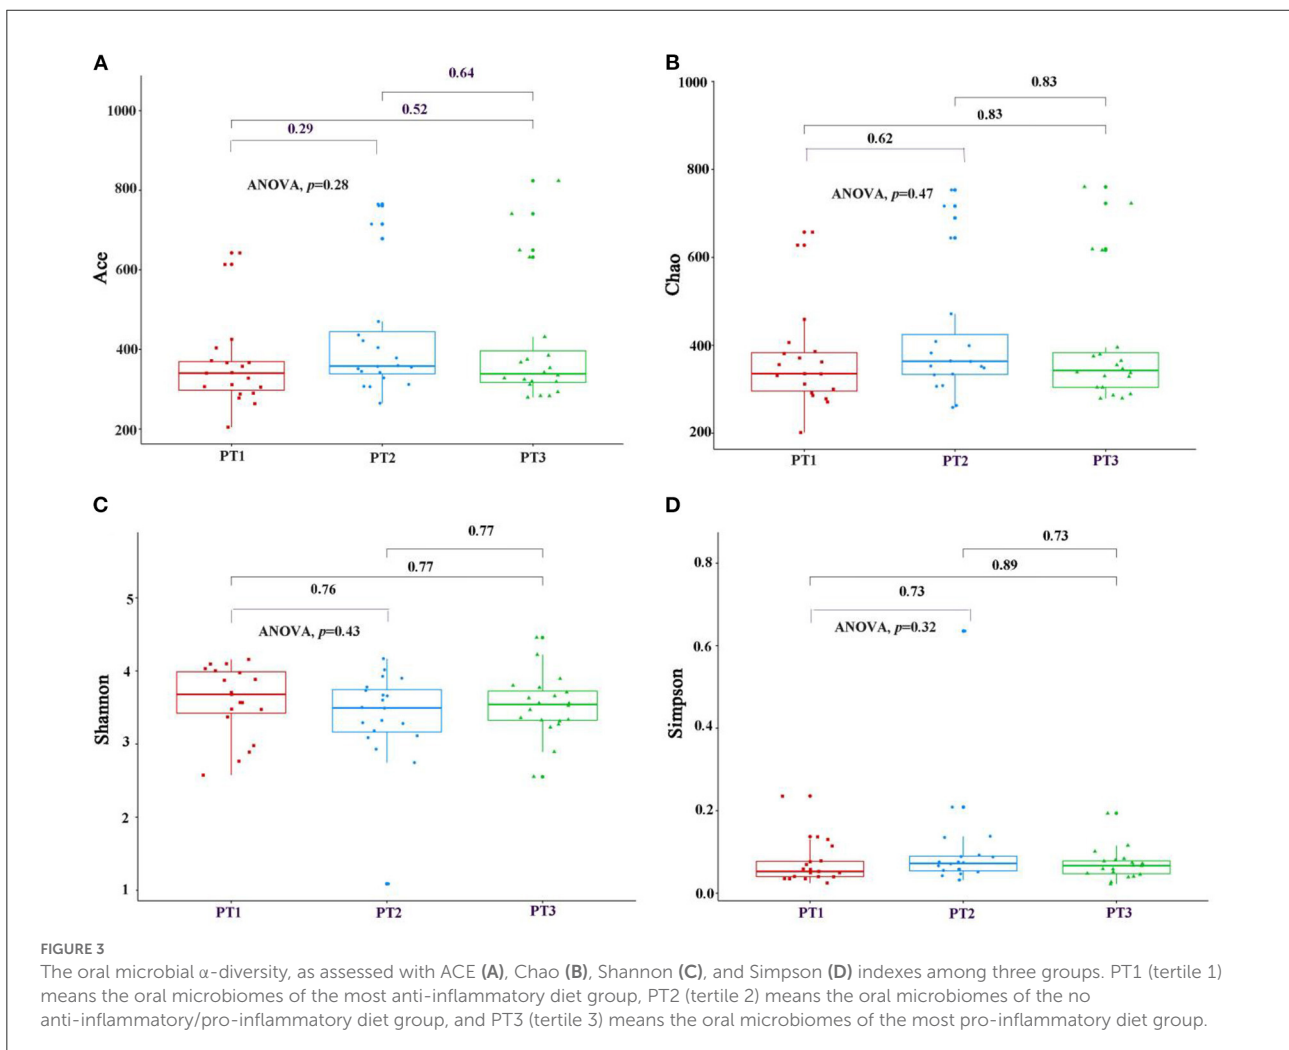 A
0.64
1000
0.52
0.29
800
ANOVA, p=0.28
Ace
600
400
200
PT1 PT2 PT3
B
1000
0.83
0.83
0.62
800
ANOVA, p=0.47
Chao
600
400
200
PT1 PT2 PT3
C
0.77
0.77
0.76
5
ANOVA, p=0.43
4
Shannon
3
2
1
PT1 PT2 PT3
D
0.73
0.8
0.89
0.73
ANOVA, p=0.32
0.6
Simpson
0.4
0.2
0.0
PT1 PT2 PT3
FIGURE 3
The oral microbial α-diversity, as assessed with ACE (A), Chao (B), Shannon (C), and Simpson (D) indexes among three groups. PT1 (tertile 1)
means the oral microbiomes of the most anti-inflammatory diet group, PT2 (tertile 2) means the oral microbiomes of the no
anti-inflammatory/pro-inflammatory diet group, and PT3 (tertile 3) means the oral microbiomes of the most pro-inflammatory diet group.